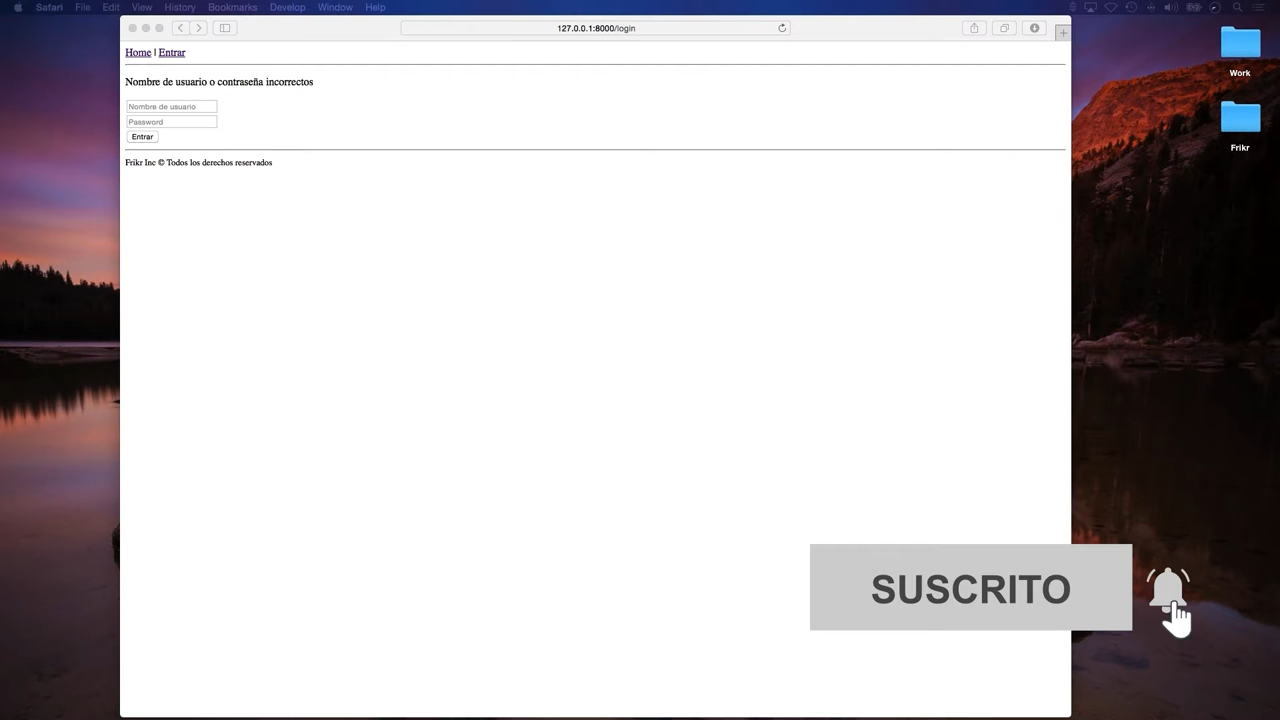 Safari File Edit View History Bookmarks Develop Window Help
127.0.0.1:8000/login
Home | Entrar
Nombre de usuario o contraseña incorrectos
Nombre de usuario
Password
Entrar
Frikr Inc © Todos los derechos reservados
Work
Frikr
SUSCRITO